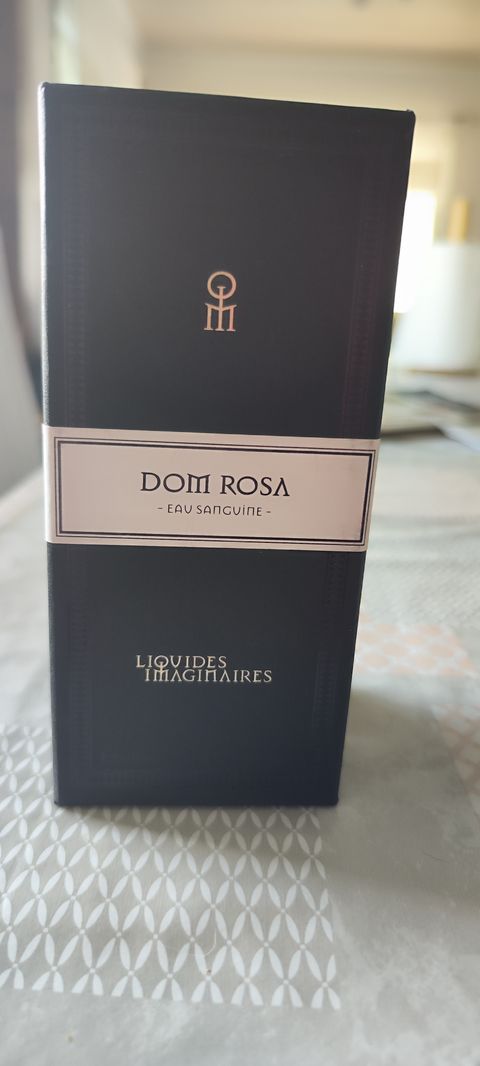 DOM ROSA
- EAU SANGUINE -
LIQUIDES
IMAGINAIRES